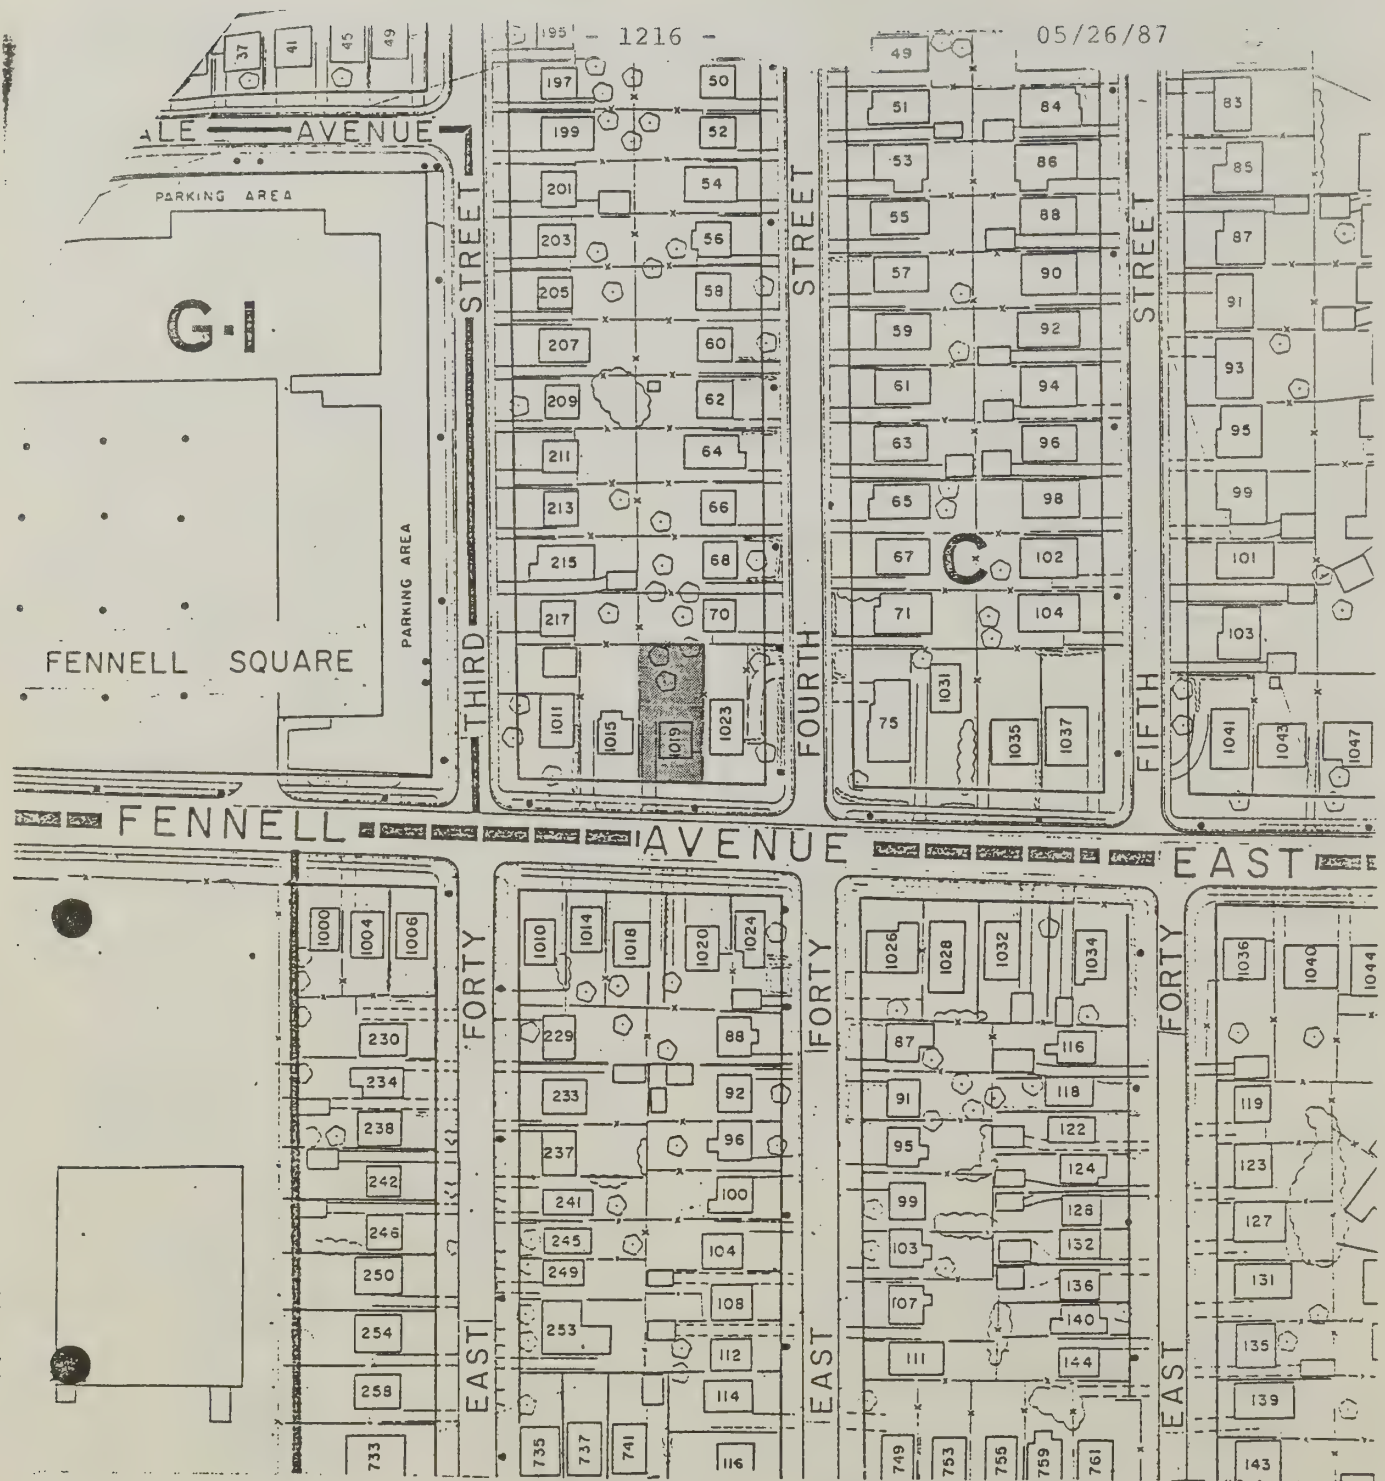 - 1216 - 05/26/87
37 41 45 49 195 49
197 50 51 84 83
ALE AVENUE
199 52 53 86 85
PARKING AREA
201 54 55 88 87
203 56 57 90 91
205 58 59 92 93
G-1
207 60 61 94 95
209 62 63 96 99
211 64 65 98 101
213 66 67 C 102 103
215 68 71 104
217 70
PARKING AREA
FENNELL SQUARE
THIRD STREET
FOURTH STREET
FIFTH STREET
1011 1015 1019 1023 75 1031 1035 1037 1041 1043 1047
FENNELL AVENUE EAST
1000 1004 1006 1010 1014 1018 1020 1024 1026 1028 1032 1034 1036 1040 1044
EAST FORTY
EAST FORTY
EAST FORTY
230 229 88 87 116
234 233 92 91 118 119
238 237 96 95 122 123
242 241 100 99 124 127
246 245 104 103 128 131
250 249 108 107 132 135
254 253 112 111 136 139
258 114 140 143
144
733 735 737 741 116 749 753 755 759 761